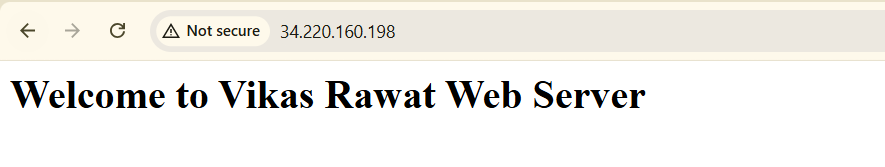 Not secure 34.220.160.198
Welcome to Vikas Rawat Web Server